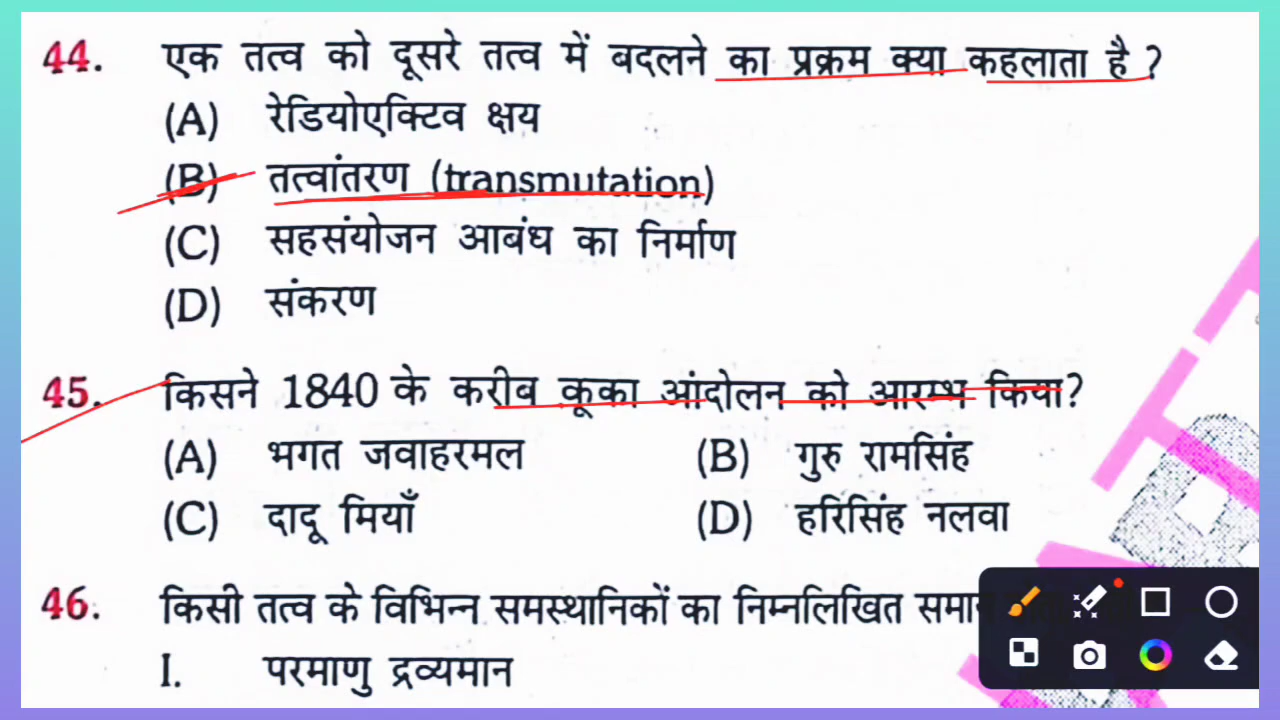 44. एक तत्व को दूसरे तत्व में बदलने का प्रक्रम क्या कहलाता है ?
(A) रेडियोएक्टिव क्षय
(B) तत्वांतरण (transmutation)
(C) सहसंयोजन आबंध का निर्माण
(D) संकरण
45. किसने 1840 के करीब कूका आंदोलन को आरम्भ किया?
(A) भगत जवाहरमल (B) गुरु रामसिंह
(C) दादू मियाँ (D) हरिसिंह नलवा
46. किसी तत्व के विभिन्न समस्थानिकों का निम्नलिखित
I. परमाणु द्रव्यमान